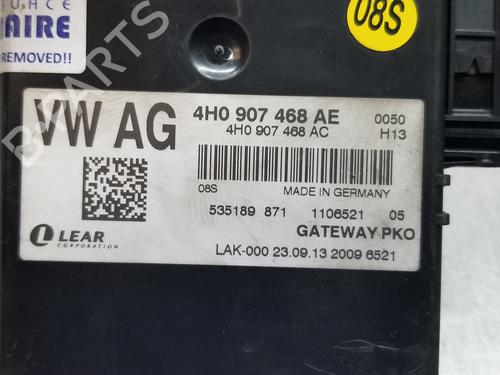 AIRE
REMOVED!!
08S
VW AG
4H0 907 468 AE
0050
4H0 907 468 AC
H13
08S
MADE IN GERMANY
535189 871
1106521
05
LEAR
CORPORATION
GATEWAY PKO
LAK-000 23.09.13 2009 6521
B-PARTS